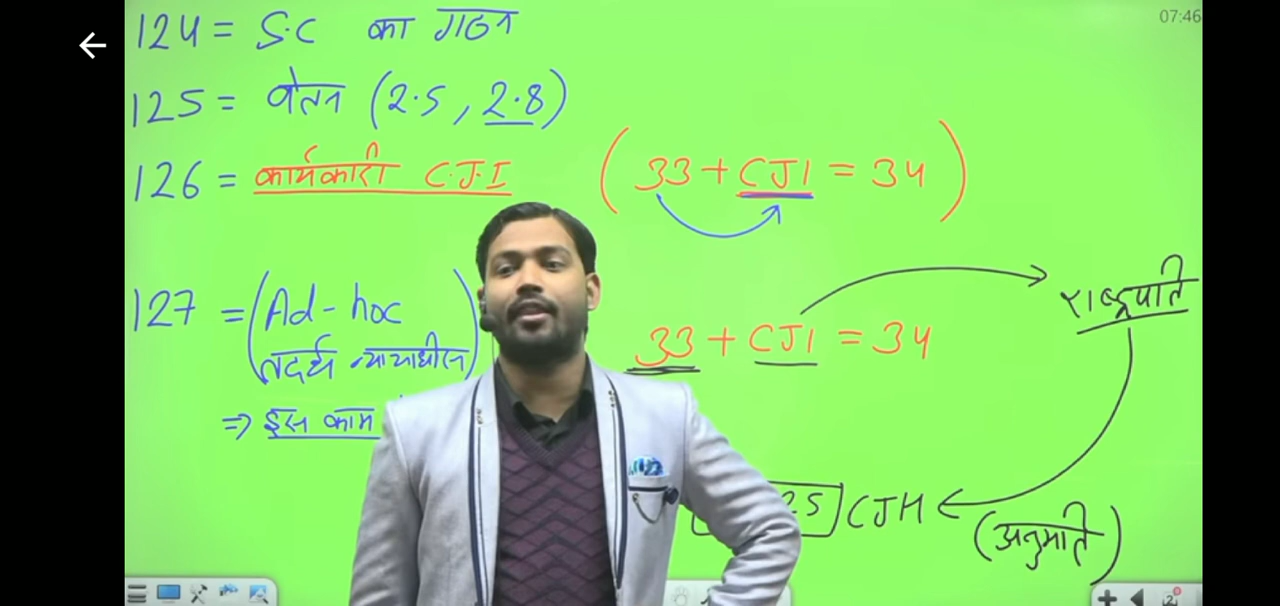 07:46
124 = S.C का गठन
125 = वेतन (2.5, 2.8)
126 = कार्यकारी C.J.I
(33 + CJI = 34)
127 = (Ad-hoc
तदर्थ न्यायाधीश)
⇒ इस काम
33 + CJI = 34
राष्ट्रपति
25] CJH
(अनुमति)